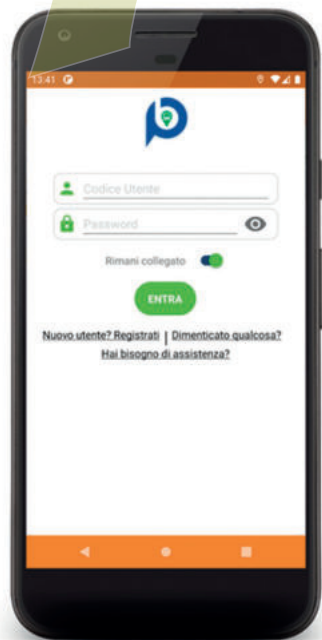 13:41
Codice Utente
Password
Rimani collegato
ENTRA
Nuovo utente? Registrati | Dimenticato qualcosa?
Hai bisogno di assistenza?